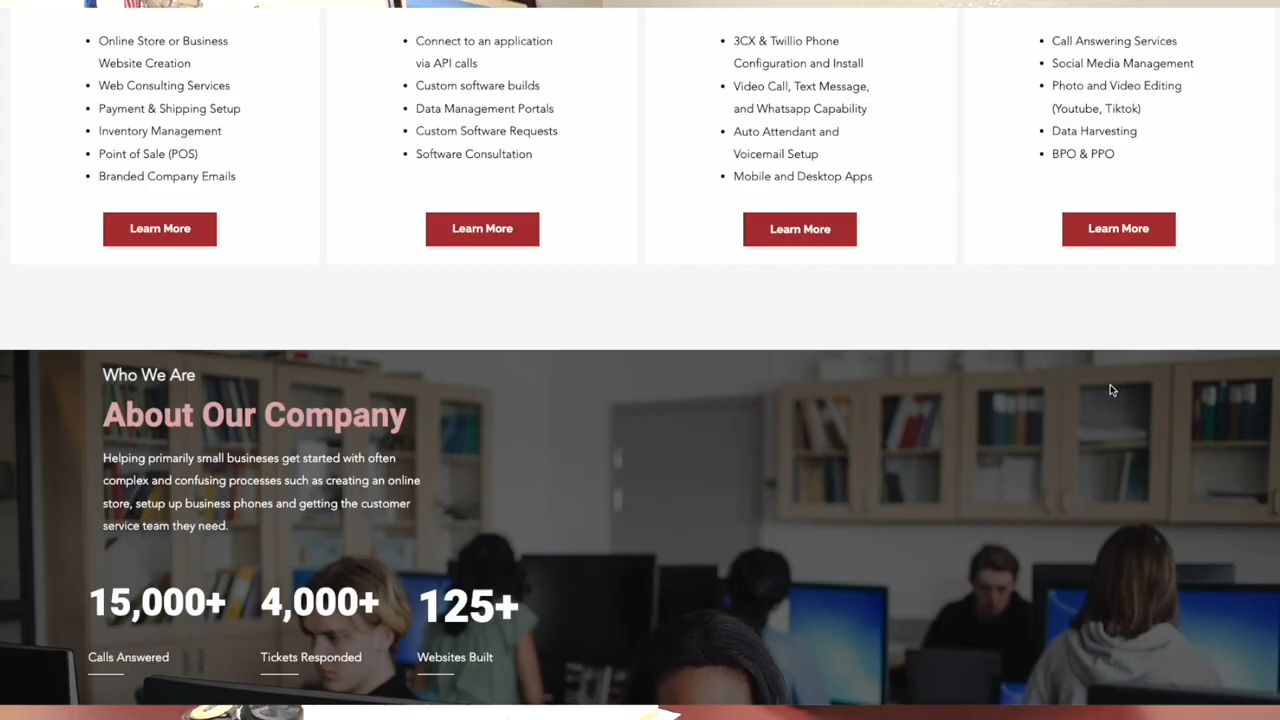 Online Store or Business
Website Creation
Web Consulting Services
Payment & Shipping Setup
Inventory Management
Point of Sale (POS)
Branded Company Emails
Learn More
Connect to an application
via API calls
Custom software builds
Data Management Portals
Custom Software Requests
Software Consultation
Learn More
3CX & Twillio Phone
Configuration and Install
Video Call, Text Message,
and Whatsapp Capability
Auto Attendant and
Voicemail Setup
Mobile and Desktop Apps
Learn More
Call Answering Services
Social Media Management
Photo and Video Editing
(Youtube, Tiktok)
Data Harvesting
BPO & PPO
Learn More
Who We Are
About Our Company
Helping primarily small busineses get started with often
complex and confusing processes such as creating an online
store, setup up business phones and getting the customer
service team they need.
15,000+
Calls Answered
4,000+
Tickets Responded
125+
Websites Built